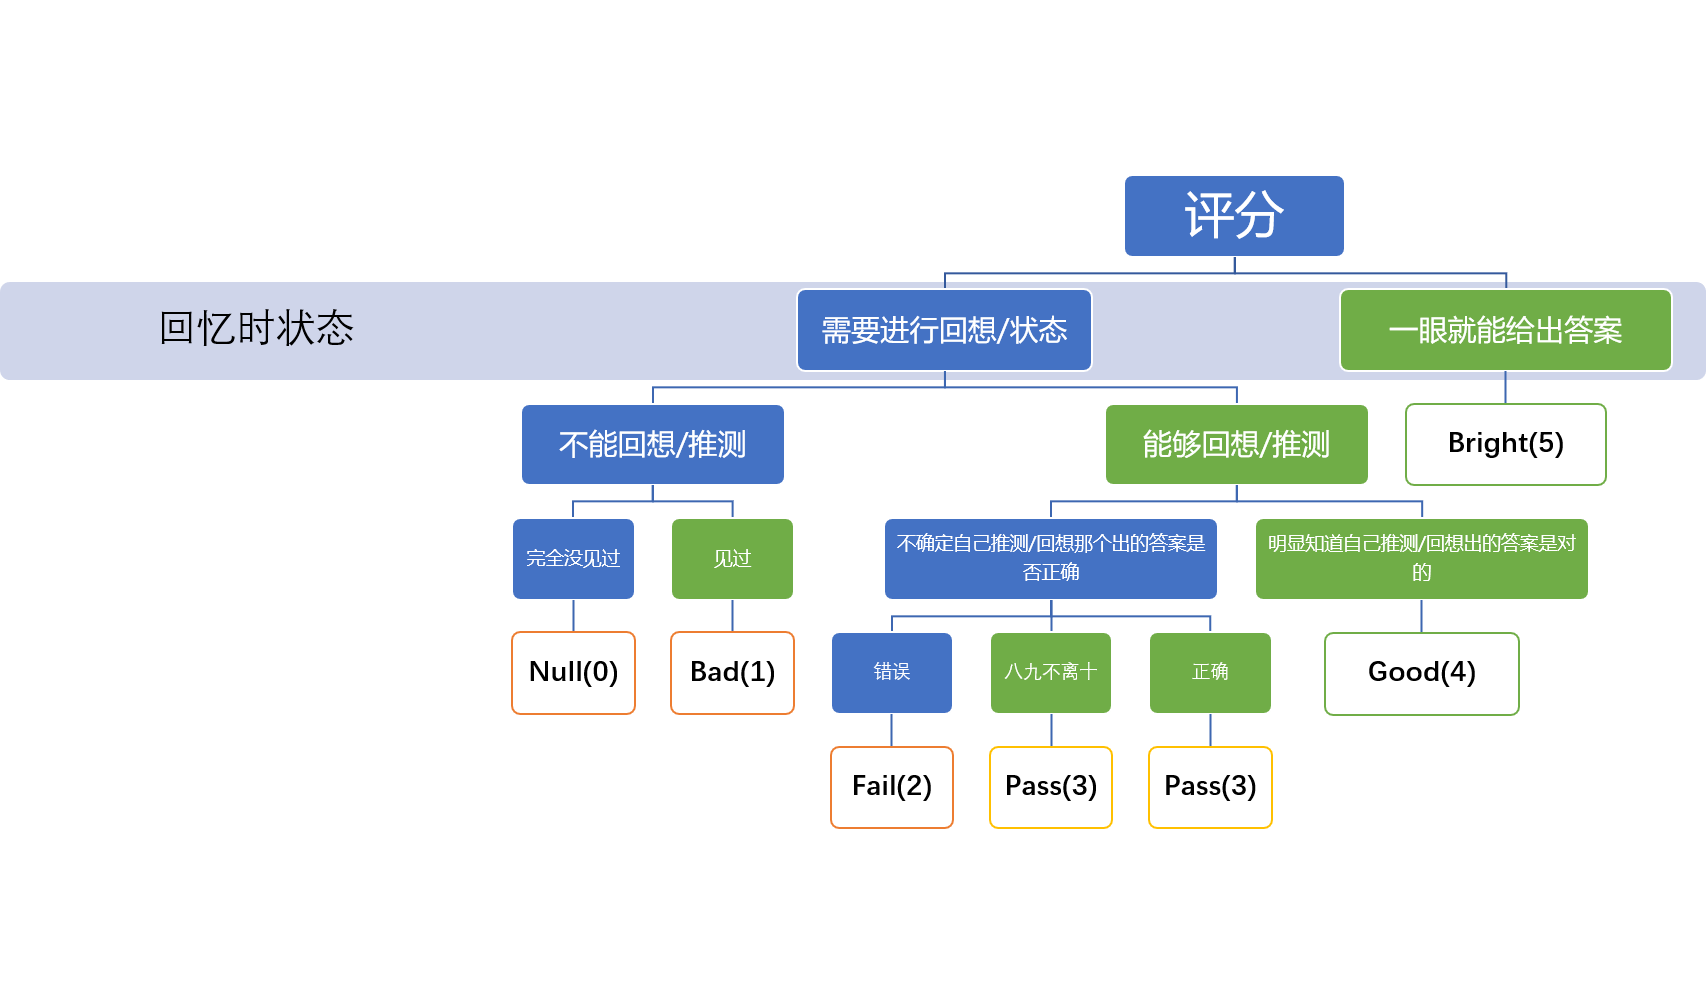 评分
回忆时状态
需要进行回想/状态
一眼就能给出答案
不能回想/推测
能够回想/推测
Bright(5)
完全没见过
见过
不确定自己推测/回想那个出的答案是
否正确
明显知道自己推测/回想出的答案是对
的
Null(0)
Bad(1)
错误
八九不离十
正确
Good(4)
Fail(2)
Pass(3)
Pass(3)